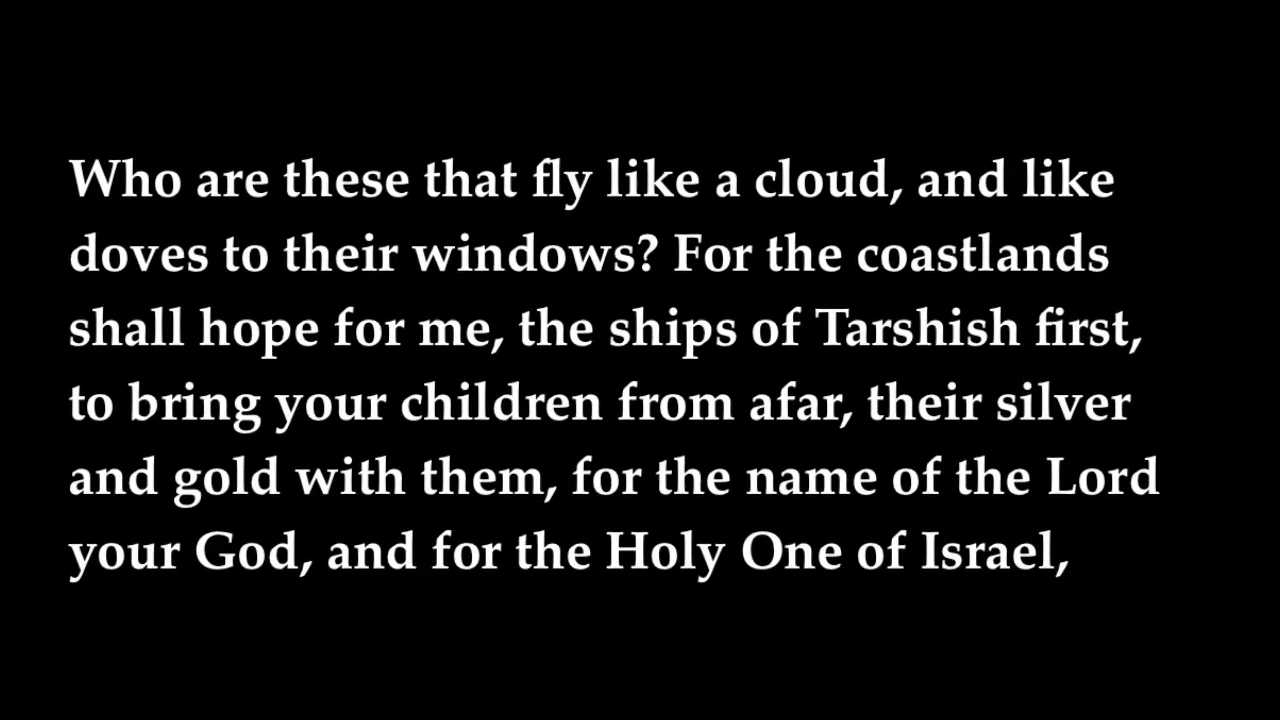 Who are these that fly like a cloud, and like
doves to their windows? For the coastlands
shall hope for me, the ships of Tarshish first,
to bring your children from afar, their silver
and gold with them, for the name of the Lord
your God, and for the Holy One of Israel,